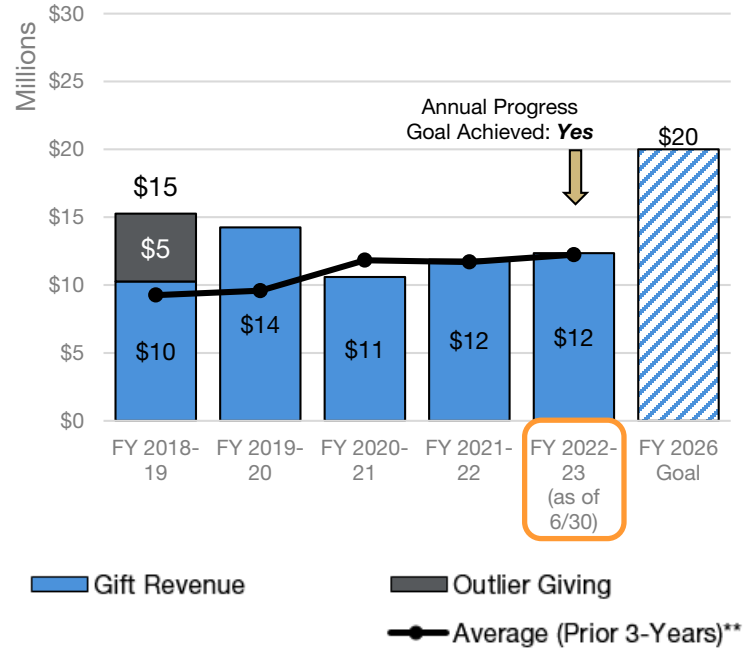 Millions
$30
$25
$20
$15
$10
$5
$0
Annual Progress
Goal Achieved: Yes
$20
$15
$5
$10
$14
$11
$12
$12
FY 2018-
19
FY 2019-
20
FY 2020-
21
FY 2021-
22
FY 2022-
23
(as of
6/30)
FY 2026
Goal
Gift Revenue
Outlier Giving
Average (Prior 3-Years)**